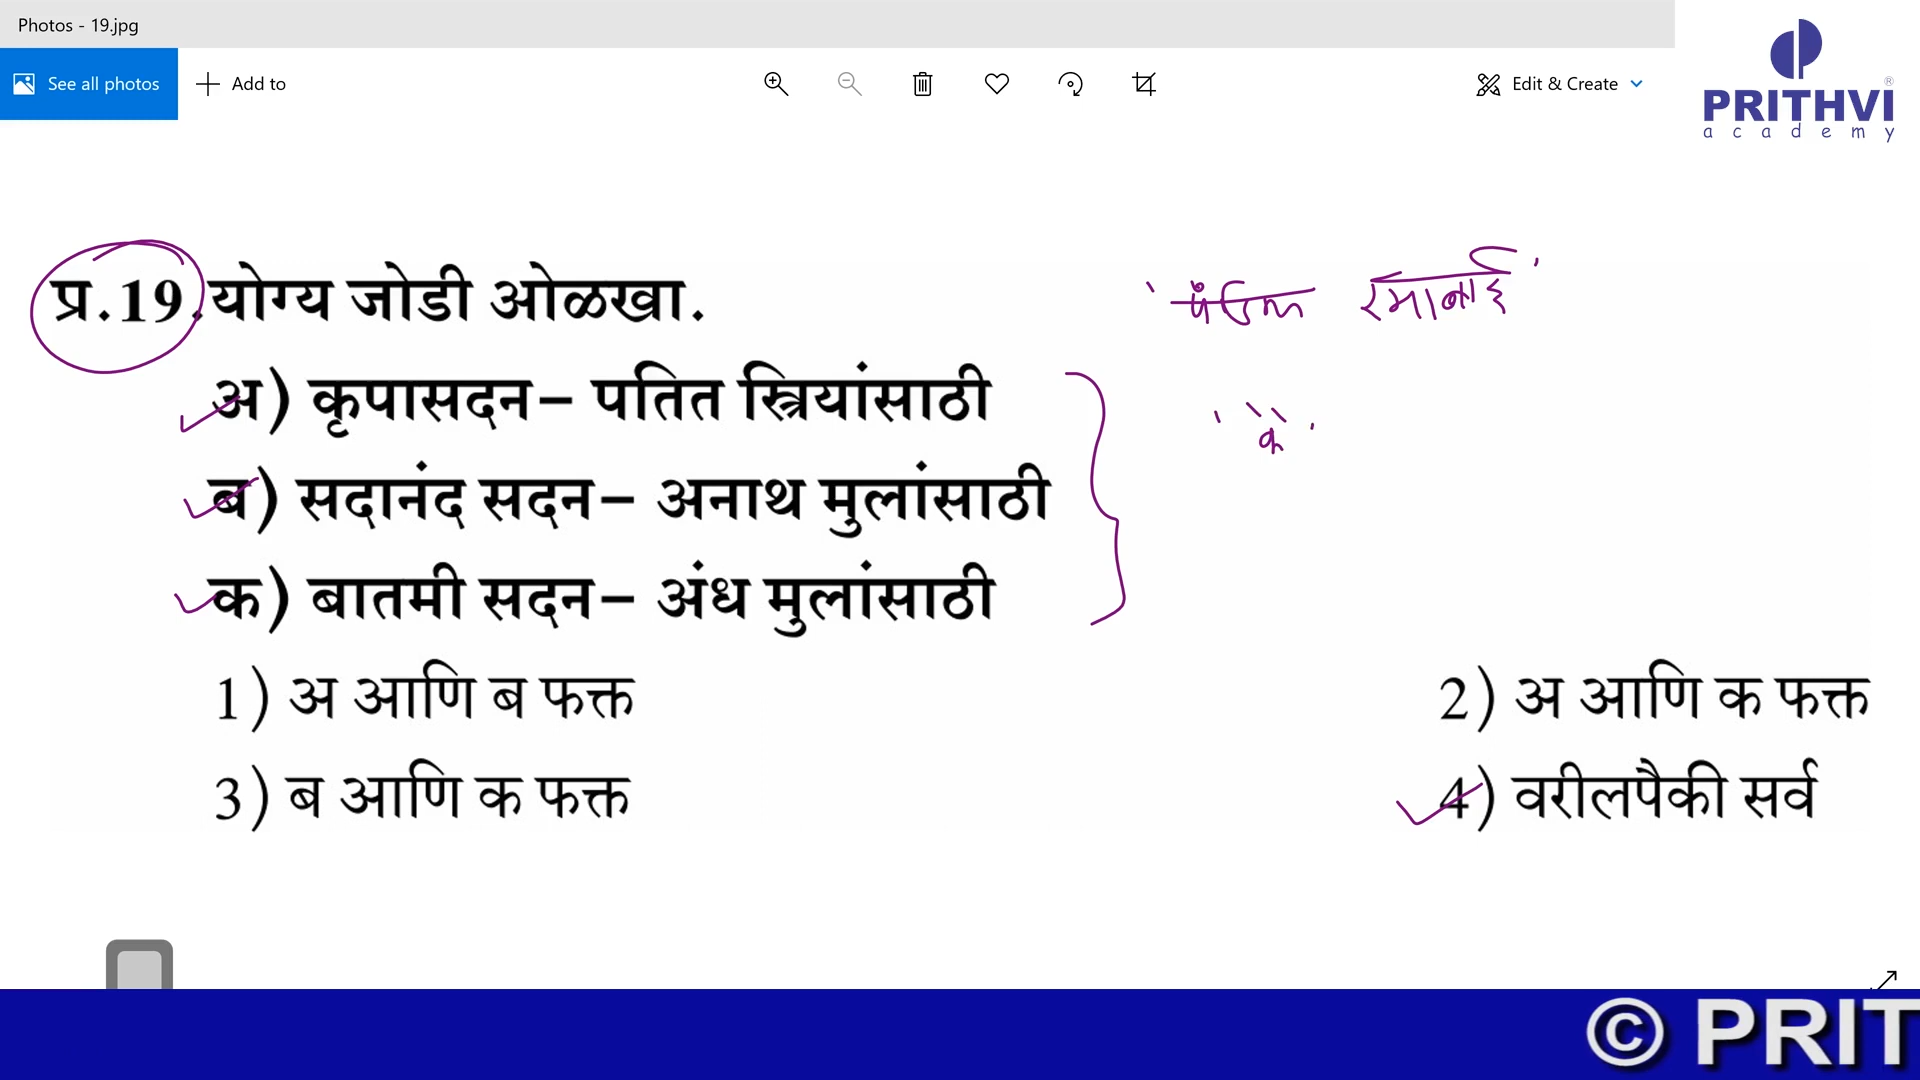 Photos - 19.jpg
See all photos
Add to
Edit & Create
PRITHVI
academy
प्र.19.योग्य जोडी ओळखा.
पंडिता रमाबाई
अ) कृपासदन– पतित स्त्रियांसाठी
ब) सदानंद सदन– अनाथ मुलांसाठी
क) बातमी सदन– अंध मुलांसाठी
1) अ आणि ब फक्त
2) अ आणि क फक्त
3) ब आणि क फक्त
4) वरीलपैकी सर्व
© PRIT